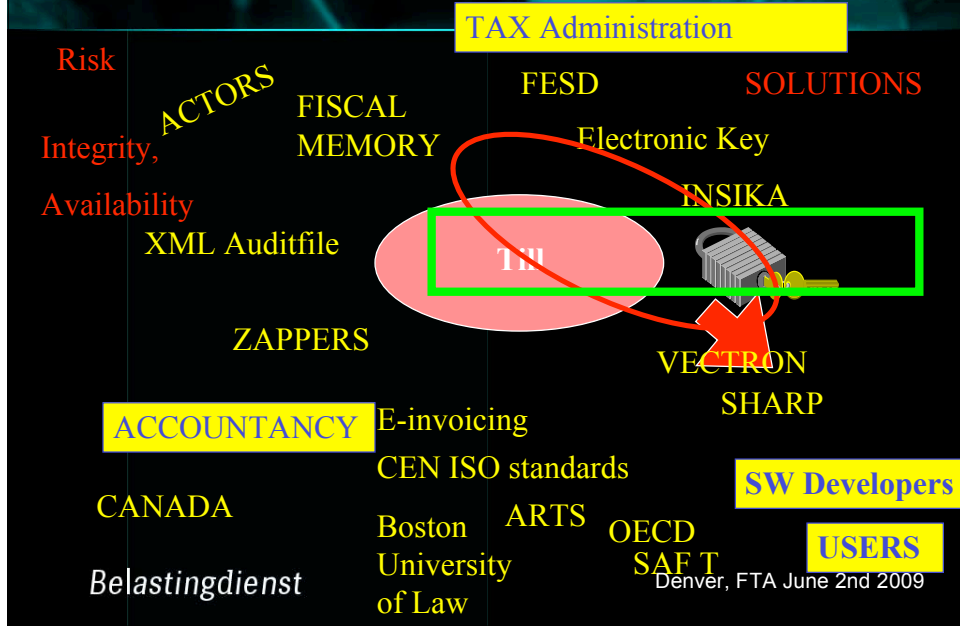 TAX Administration
Risk
ACTORS
FISCAL
MEMORY
FESD
SOLUTIONS
Integrity,
Electronic Key
Availability
INSIKA
XML Auditfile
Till
ZAPPERS
VECTRON
SHARP
ACCOUNTANCY
E-invoicing
CEN ISO standards
SW Developers
CANADA
Boston
University
of Law
ARTS
OECD
SAF T
USERS
Belastingdienst
Denver, FTA June 2nd 2009